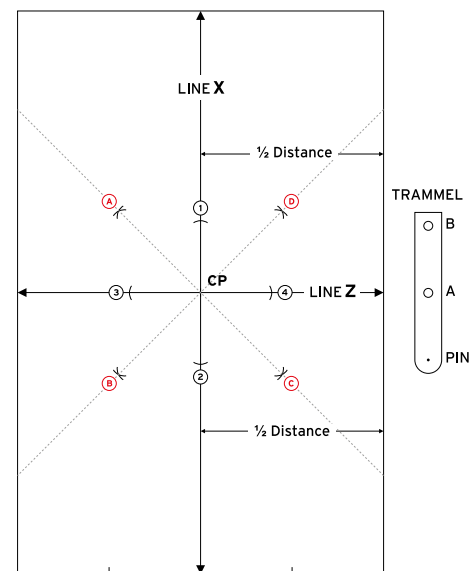 LINE X
½ Distance
TRAMMEL
A
1
D
B
CP
3
4
LINE Z
A
B
2
C
PIN
½ Distance